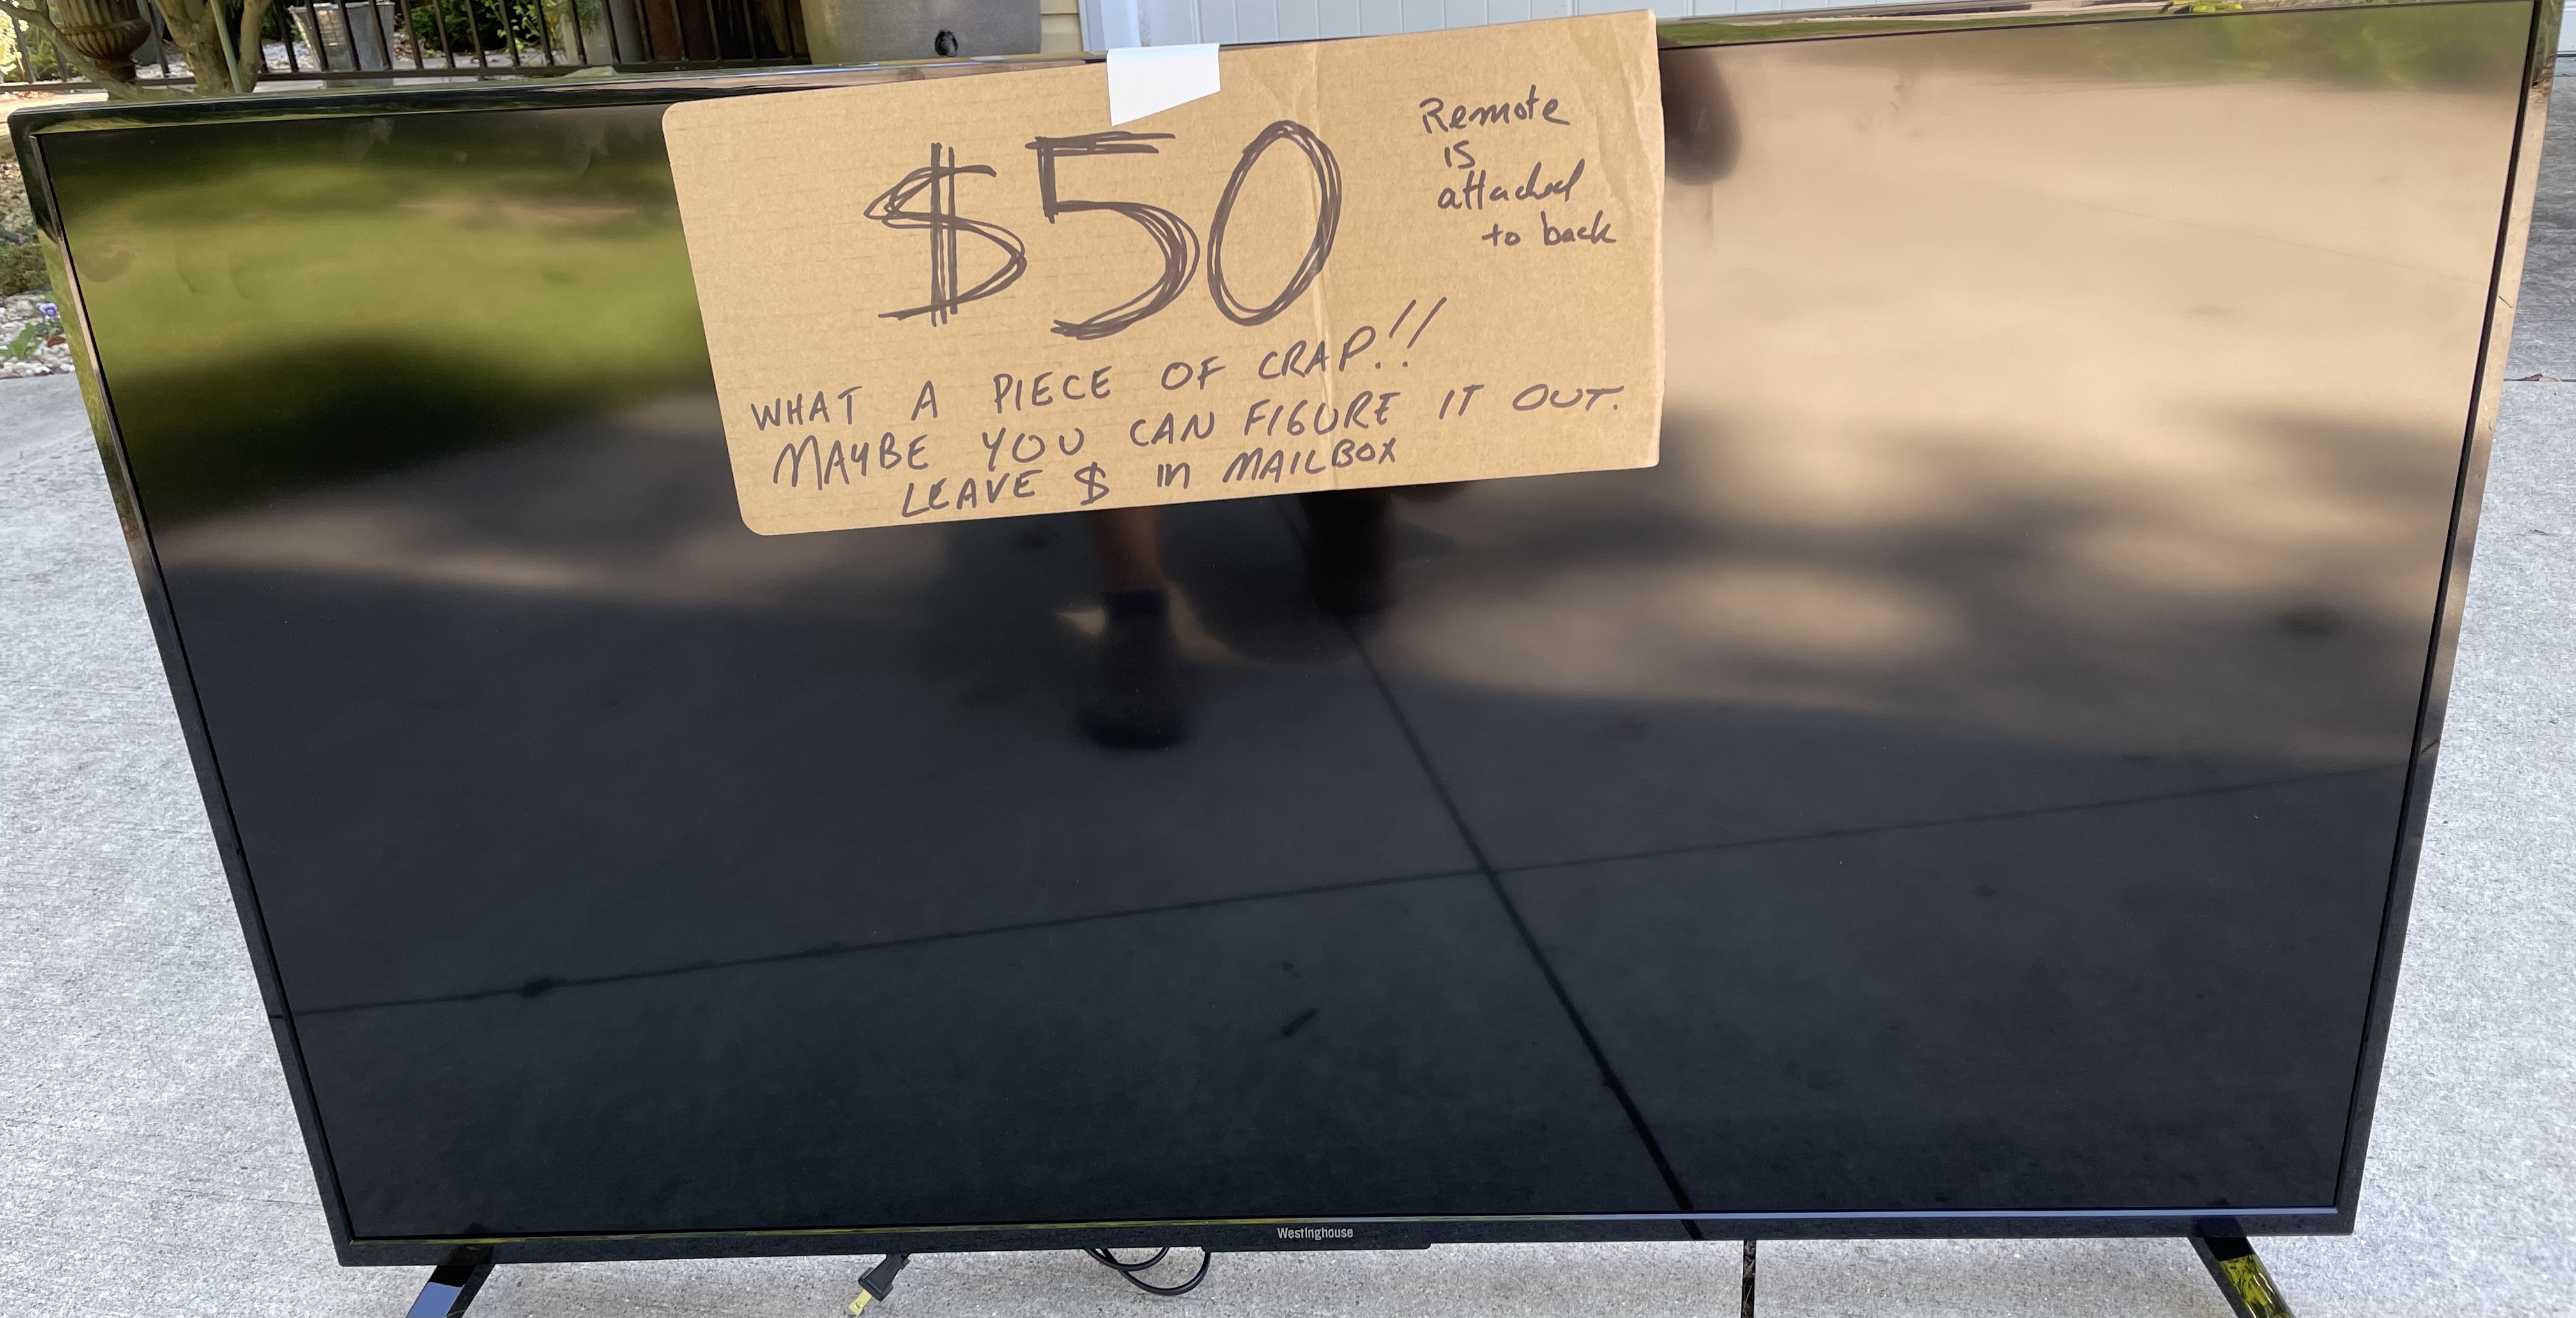 $50
Remote
is
attached
to back
WHAT A PIECE OF CRAP!!
MAYBE YOU CAN FIGURE IT OUT.
LEAVE $ in MAILBOX
Westinghouse